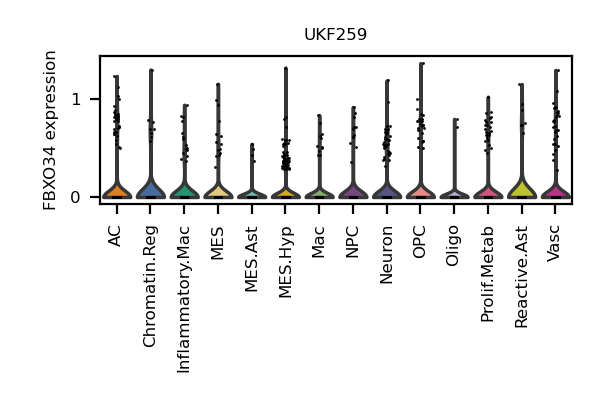 UKF259
FBXO34 expression
1
0
AC
Chromatin.Reg
Inflammatory.Mac
MES
MES.Ast
MES.Hyp
Mac
NPC
Neuron
OPC
Oligo
Prolif.Metab
Reactive.Ast
Vasc